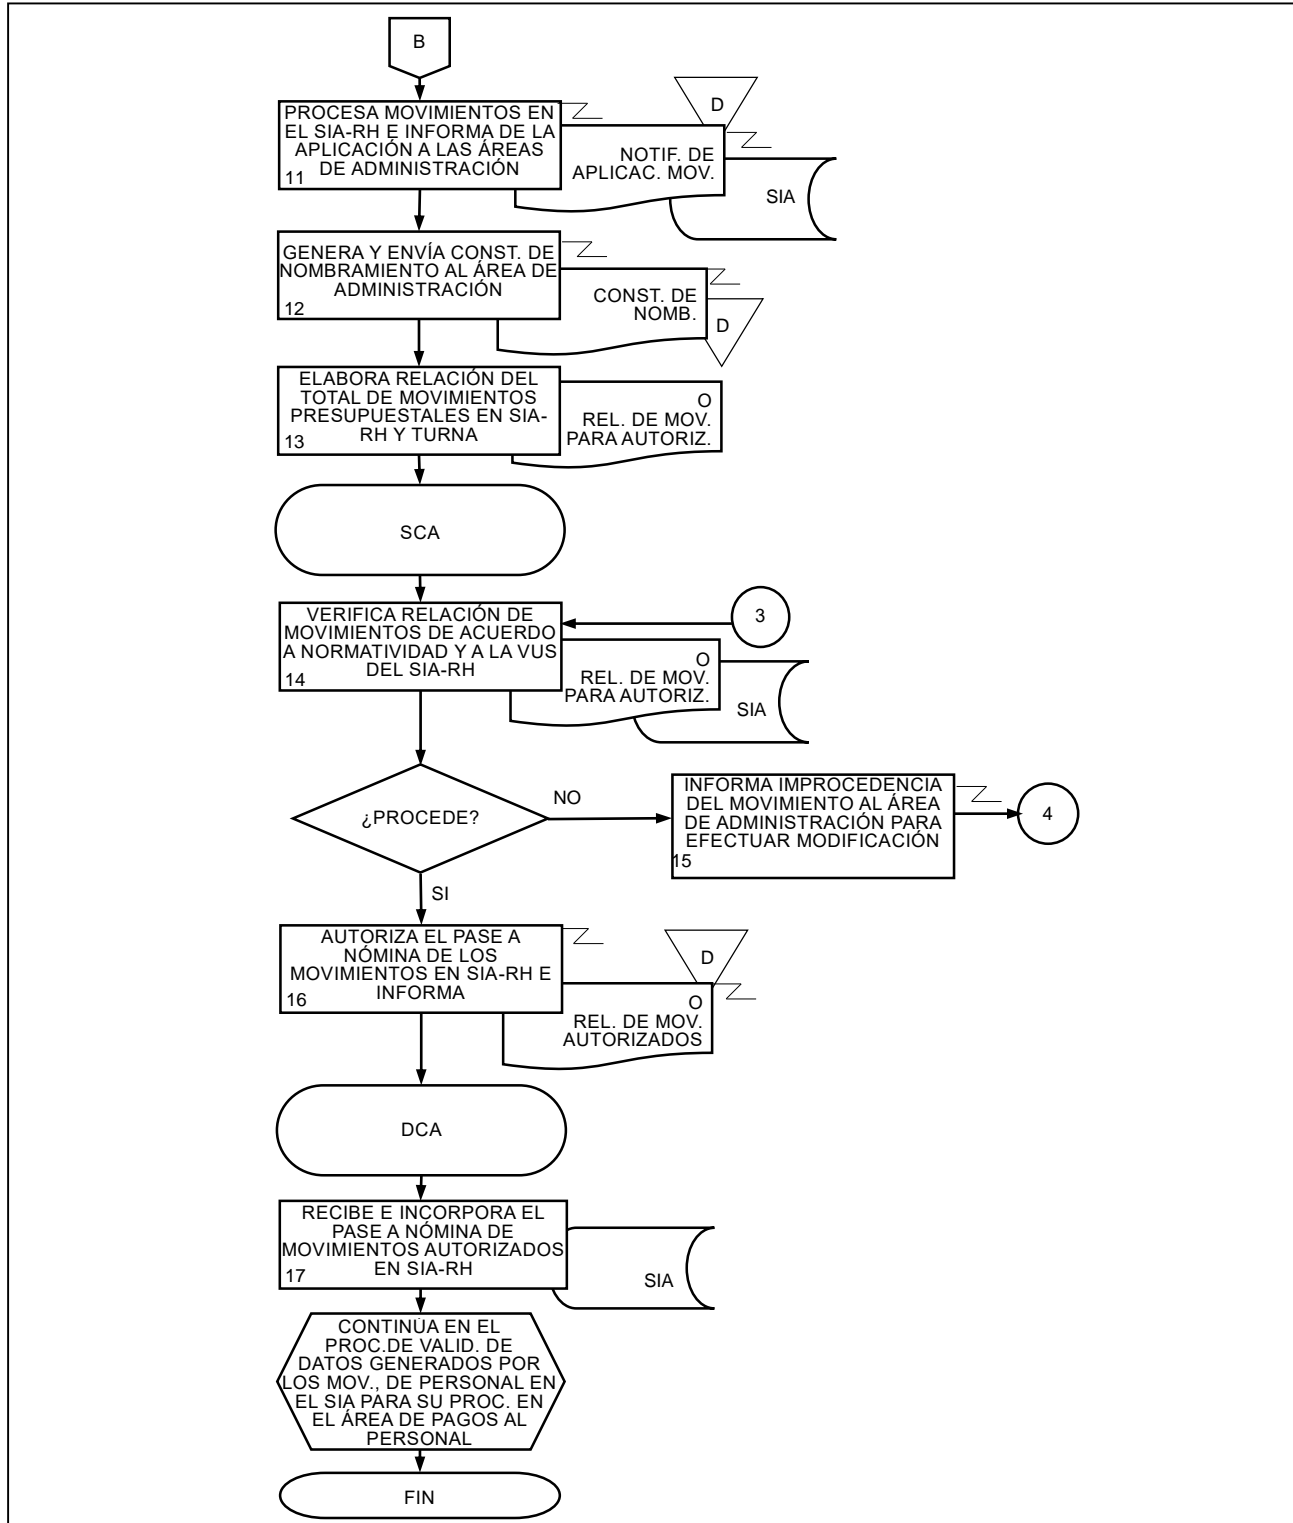 B
PROCESA MOVIMIENTOS EN
EL SIA-RH E INFORMA DE LA
APLICACIÓN A LAS ÁREAS
DE ADMINISTRACIÓN
11
D
NOTIF. DE
APLICAC. MOV.
SIA
GENERA Y ENVÍA CONST. DE
NOMBRAMIENTO AL ÁREA DE
ADMINISTRACIÓN
12
CONST. DE
NOMB.
D
ELABORA RELACIÓN DEL
TOTAL DE MOVIMIENTOS
PRESUPUESTALES EN SIA-
RH Y TURNA
13
O
REL. DE MOV.
PARA AUTORIZ.
SCA
3
VERIFICA RELACIÓN DE
MOVIMIENTOS DE ACUERDO
A NORMATIVIDAD Y A LA VUS
DEL SIA-RH
14
O
REL. DE MOV.
PARA AUTORIZ.
SIA
¿PROCEDE?
NO
INFORMA IMPROCEDENCIA
DEL MOVIMIENTO AL ÁREA
DE ADMINISTRACIÓN PARA
EFECTUAR MODIFICACIÓN
15
4
SI
AUTORIZA EL PASE A
NÓMINA DE LOS
MOVIMIENTOS EN SIA-RH E
INFORMA
16
D
O
REL. DE MOV.
AUTORIZADOS
DCA
RECIBE E INCORPORA EL
PASE A NÓMINA DE
MOVIMIENTOS AUTORIZADOS
EN SIA-RH
17
SIA
CONTINÚA EN EL
PROC.DE VALID. DE
DATOS GENERADOS POR
LOS MOV., DE PERSONAL EN
EL SIA PARA SU PROC. EN
EL ÁREA DE PAGOS AL
PERSONAL
FIN